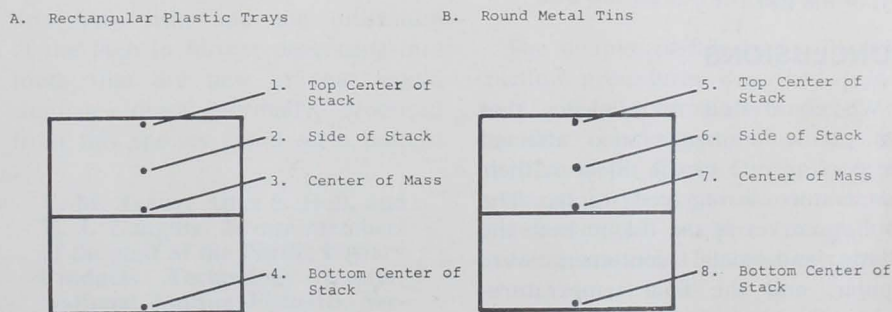 A. Rectangular Plastic Trays
1. Top Center of
Stack
2. Side of Stack
3. Center of Mass
4. Bottom Center of
Stack
B. Round Metal Tins
5. Top Center of
Stack
6. Side of Stack
7. Center of Mass
8. Bottom Center of
Stack